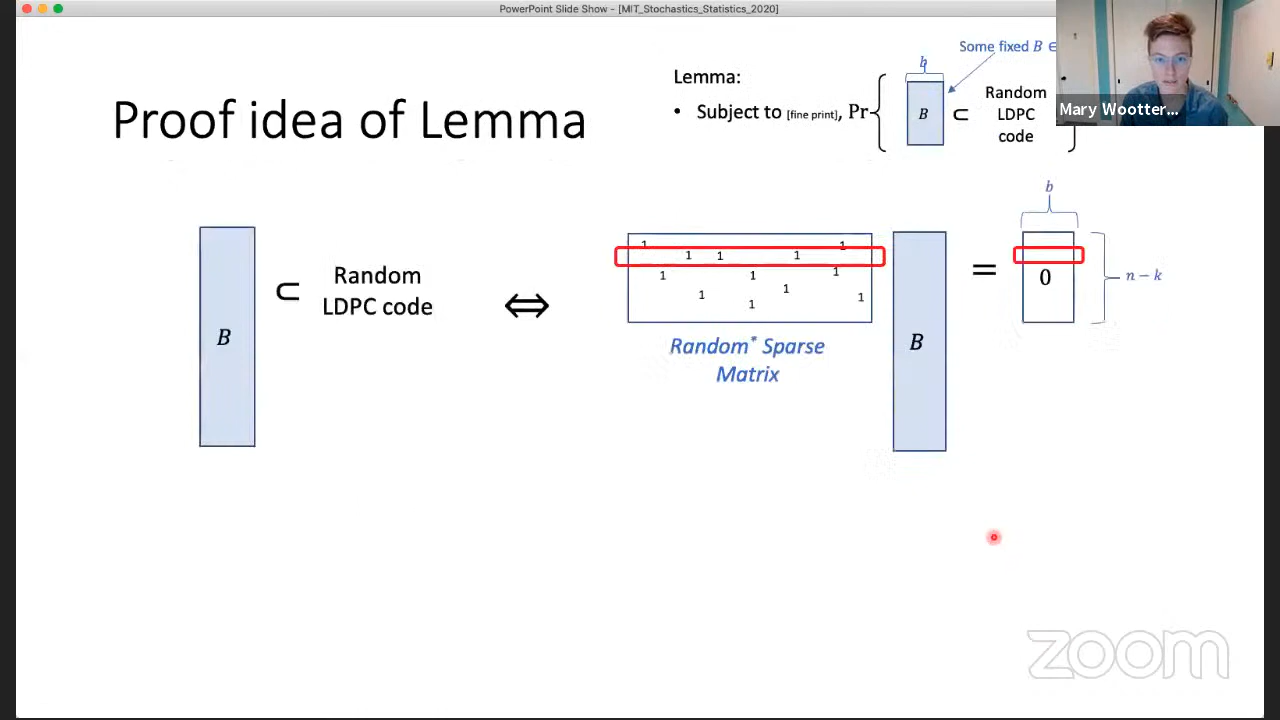 PowerPoint Slide Show - [MIT_Stochastics_Statistics_2020]
Some fixed B ∈
b
Lemma:
• Subject to [fine print], Pr
B
⊂
Random
LDPC
code
Mary Wootter...
Proof idea of Lemma
b
1 1
1 1 1
1 1 1
1 1 1
1
B
⊂
Random
LDPC code
⇔
B
=
0
n − k
Random* Sparse
Matrix
zoom